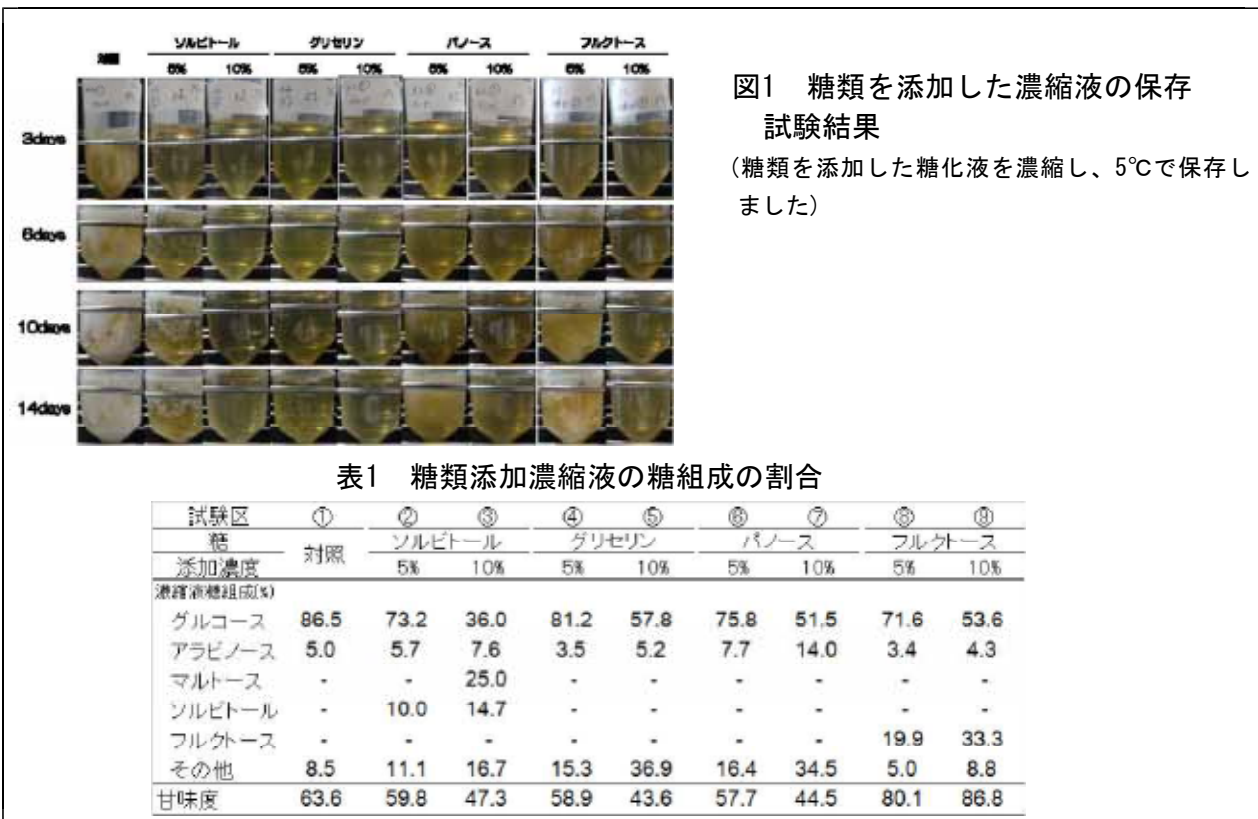 ソルビトール グリセリン パノース フルクトース
対照 5% 10% 5% 10% 5% 10% 5% 10%
3days
6days
10days
14days
図1 糖類を添加した濃縮液の保存
試験結果
(糖類を添加した糖化液を濃縮し、5℃で保存し
ました)
表1 糖類添加濃縮液の糖組成の割合
試験区 ① ② ③ ④ ⑤ ⑥ ⑦ ⑧ ⑨
糖 対照 ソルビトール グリセリン パノース フルクトース
添加濃度 5% 10% 5% 10% 5% 10% 5% 10%
濃縮液糖組成(%)
グルコース 86.5 73.2 36.0 81.2 57.8 75.8 51.5 71.6 53.6
アラビノース 5.0 5.7 7.6 3.5 5.2 7.7 14.0 3.4 4.3
マルトース - - 25.0 - - - - - -
ソルビトール - 10.0 14.7 - - - - - -
フルクトース - - - - - - - 19.9 33.3
その他 8.5 11.1 16.7 15.3 36.9 16.4 34.5 5.0 8.8
甘味度 63.6 59.8 47.3 58.9 43.6 57.7 44.5 80.1 86.8